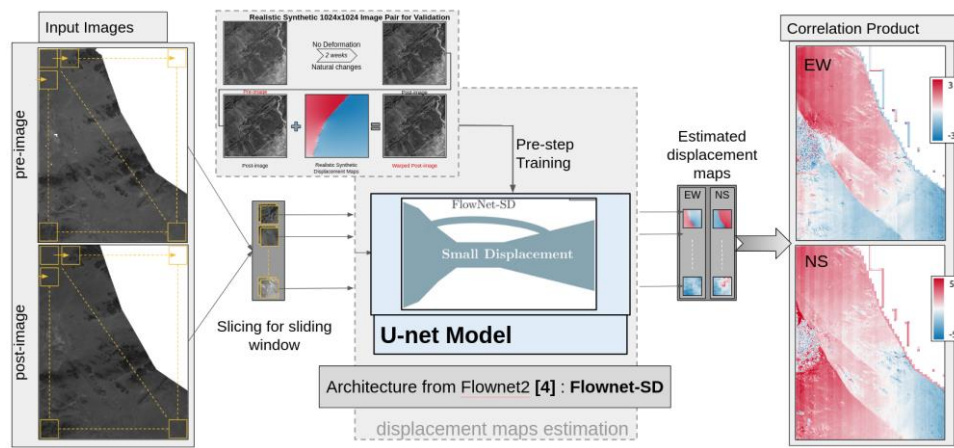 Input Images
pre-image
post-image
Realistic Synthetic 1024x1024 Image Pair for Validation
No Deformation
2 weeks
Natural changes
Pre-image
Post-image
Post-image
Realistic Synthetic
Displacement Maps
Warped Post-image
Slicing for sliding
window
Pre-step
Training
FlowNet-SD
Small Displacement
U-net Model
Architecture from Flownet2 [4] : Flownet-SD
displacement maps estimation
Estimated
displacement
maps
EW
NS
Correlation Product
EW
3
-3
NS
5